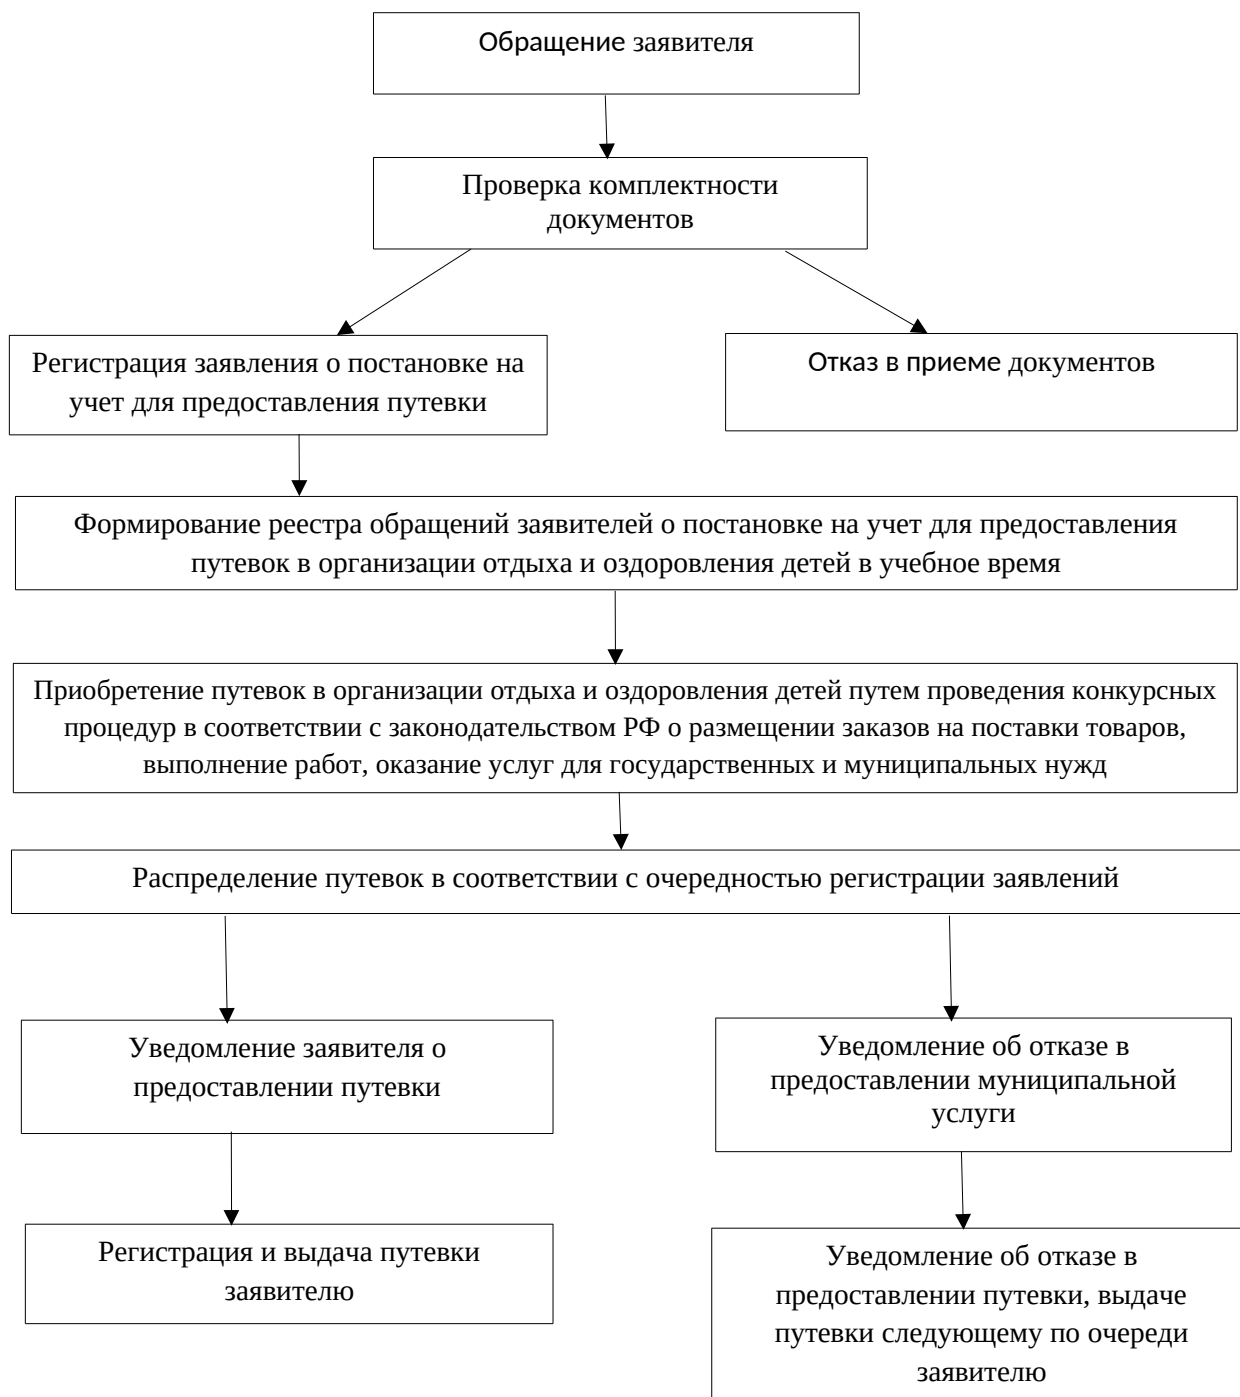 Обращение заявителя
Проверка комплектности
документов
Регистрация заявления о постановке на
учет для предоставления путевки
Отказ в приеме документов
Формирование реестра обращений заявителей о постановке на учет для предоставления
путевок в организации отдыха и оздоровления детей в учебное время
Приобретение путевок в организации отдыха и оздоровления детей путем проведения конкурсных
процедур в соответствии с законодательством РФ о размещении заказов на поставки товаров,
выполнение работ, оказание услуг для государственных и муниципальных нужд
Распределение путевок в соответствии с очередностью регистрации заявлений
Уведомление заявителя о
предоставлении путевки
Уведомление об отказе в
предоставлении муниципальной
услуги
Регистрация и выдача путевки
заявителю
Уведомление об отказе в
предоставлении путевки, выдаче
путевки следующему по очереди
заявителю